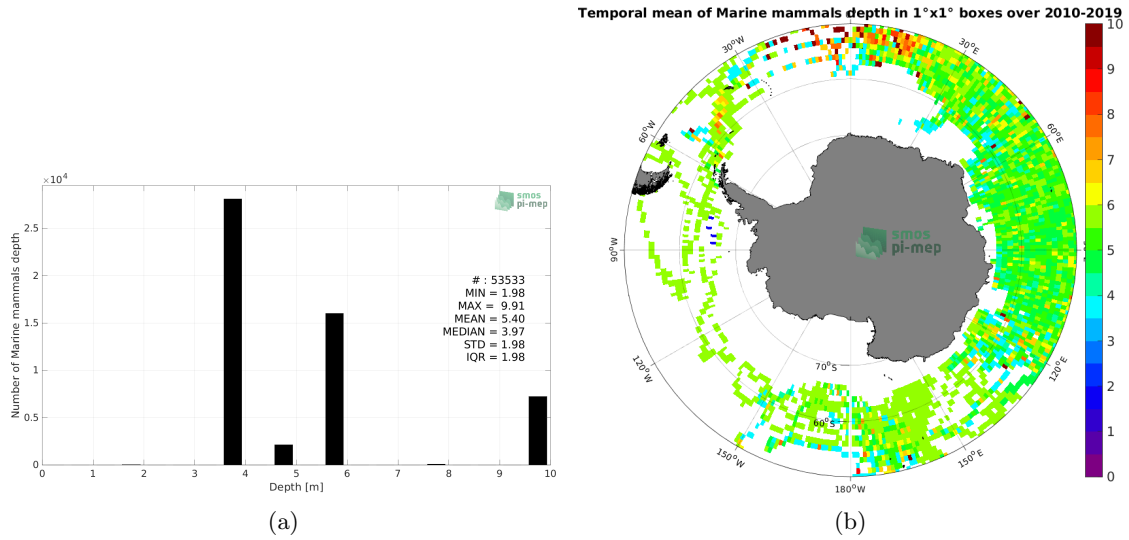 ×10⁴
2.5
2
1.5
1
0.5
0
0 1 2 3 4 5 6 7 8 9 10
Number of Marine mammals depth
Depth [m]
smos
pi-mep
# : 53533
MIN = 1.98
MAX = 9.91
MEAN = 5.40
MEDIAN = 3.97
STD = 1.98
IQR = 1.98
(a)
Temporal mean of Marine mammals depth in 1°x1° boxes over 2010-2019
30°W
30°E
60°W
60°E
90°W
120°W
120°E
150°W
150°E
180°W
70°S
60°S
smos
pi-mep
10
9
8
7
6
5
4
3
2
1
0
(b)